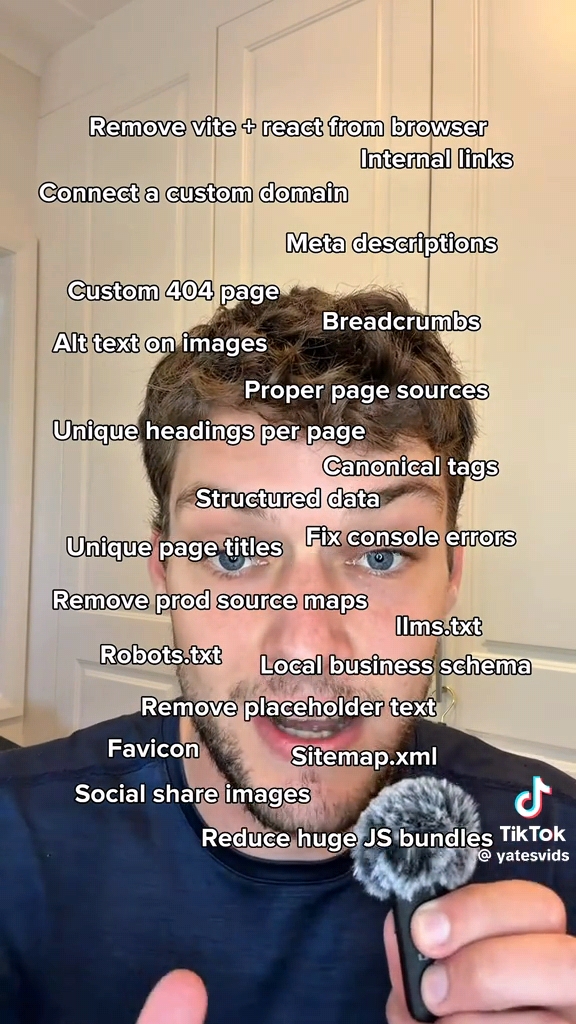 Remove vite + react from browser
Internal links
Connect a custom domain
Meta descriptions
Custom 404 page
Breadcrumbs
Alt text on images
Proper page sources
Unique headings per page
Canonical tags
Structured data
Fix console errors
Unique page titles
Remove prod source maps
llms.txt
Robots.txt
Local business schema
Remove placeholder text
Favicon
Sitemap.xml
Social share images
Reduce huge JS bundles
TikTok
@ yatesvids